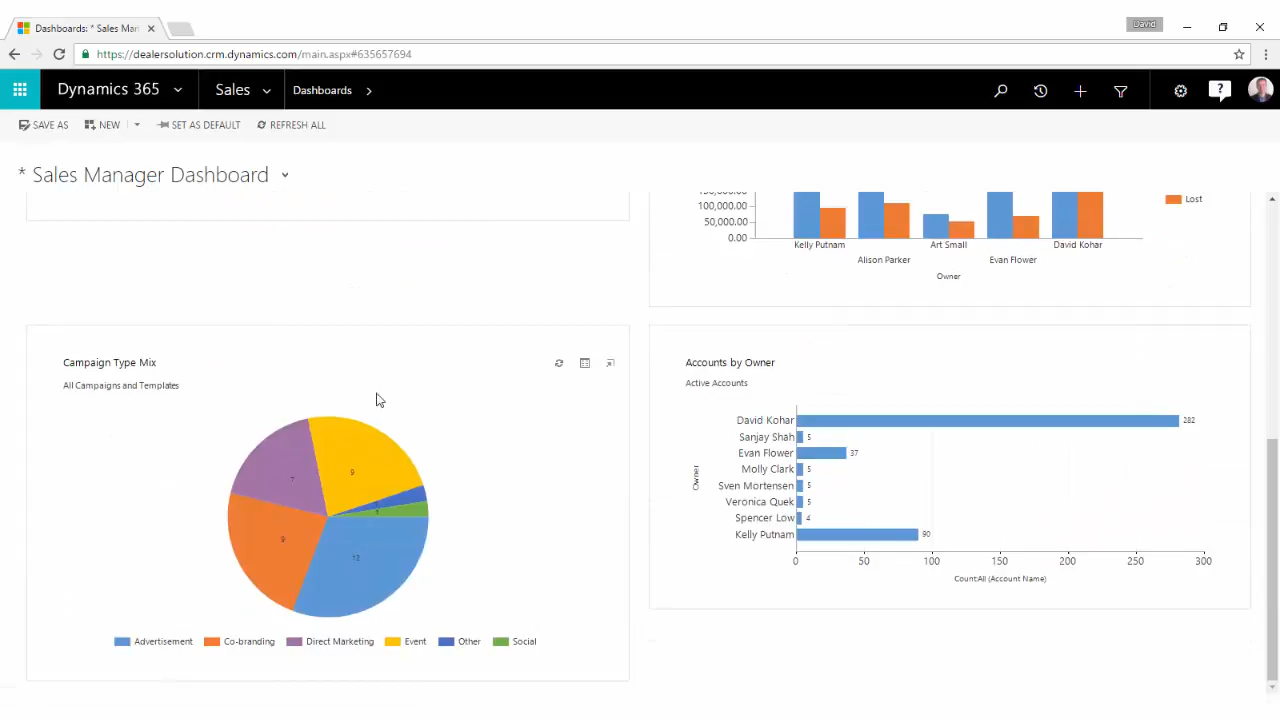 Dashboards: * Sales Mar
David
https://dealersolution.crm.dynamics.com/main.aspx#635657694
Dynamics 365 Sales Dashboards
SAVE AS NEW SET AS DEFAULT REFRESH ALL
* Sales Manager Dashboard
100,000.00
50,000.00
0.00
Kelly Putnam Art Small David Kohar
Alison Parker Evan Flower
Owner
Lost
Campaign Type Mix
All Campaigns and Templates
9
7
9
12
Advertisement Co-branding Direct Marketing Event Other Social
Accounts by Owner
Active Accounts
Owner
David Kohar 282
Sanjay Shah 5
Evan Flower 37
Molly Clark 5
Sven Mortensen 5
Veronica Quek 5
Spencer Low 4
Kelly Putnam 90
0 50 100 150 200 250 300
Count:All (Account Name)